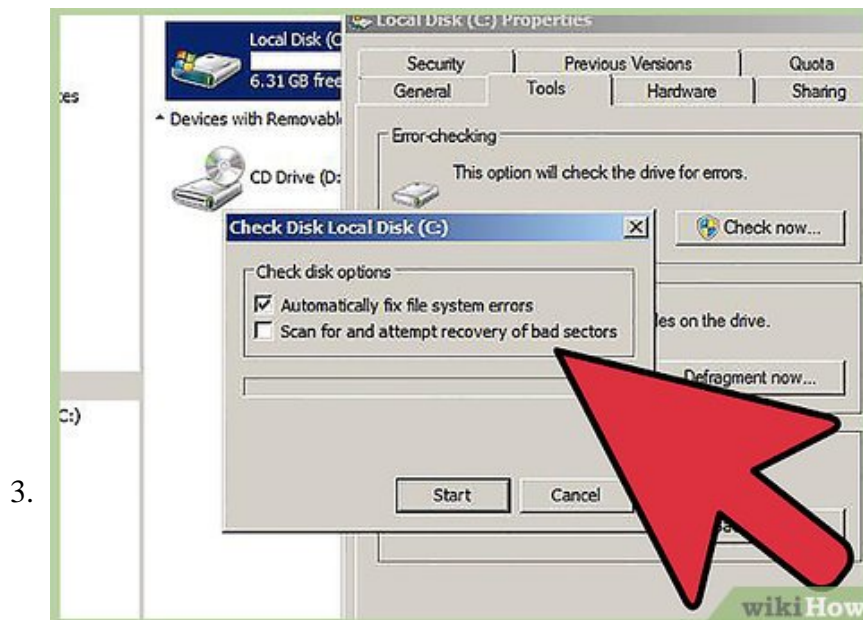 Local Disk (C:) Properties
Local Disk (C
6.31 GB free
Security
Previous Versions
Quota
General
Tools
Hardware
Sharing
Devices with Removabl
Error-checking
This option will check the drive for errors.
CD Drive (D:
Check now...
Check Disk Local Disk (C:)
Check disk options
Automatically fix file system errors
Scan for and attempt recovery of bad sectors
les on the drive.
Defragment now...
C:)
3.
Start
Cancel
wikiHow